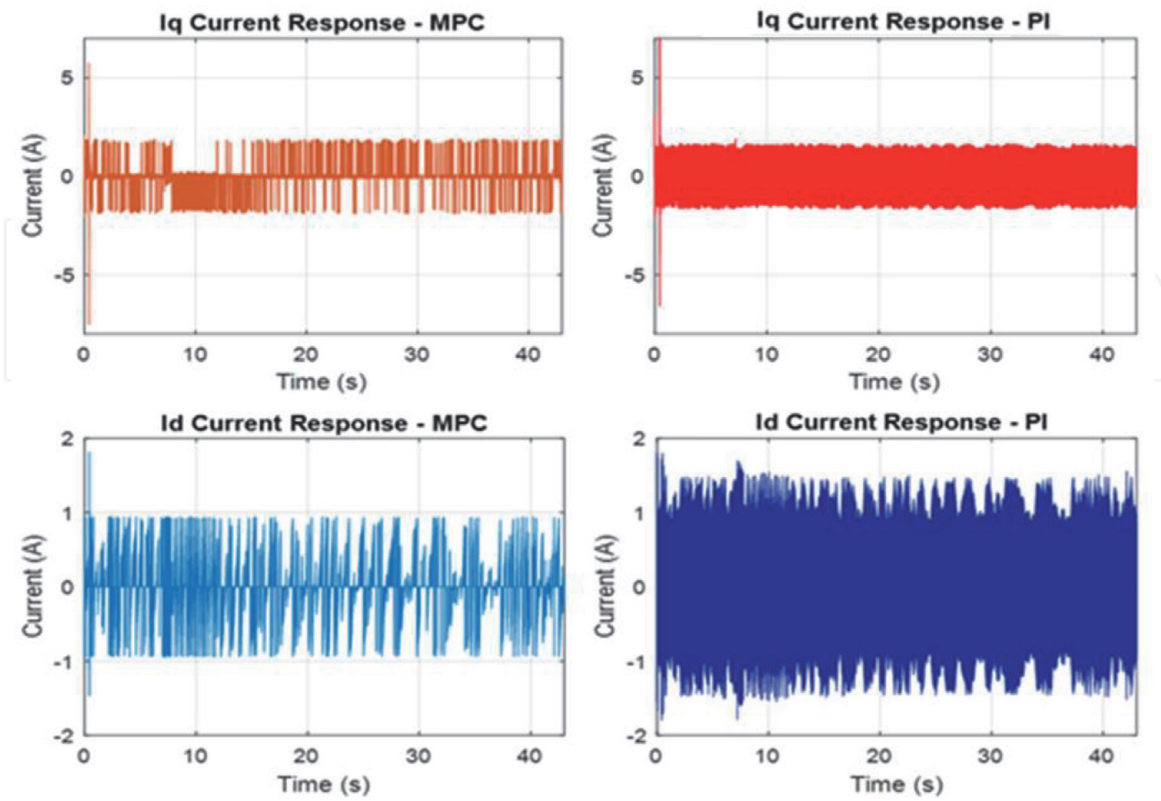 Iq Current Response - MPC
Current (A)
5
0
-5
0 10 20 30 40
Time (s)
Iq Current Response - PI
Current (A)
5
0
-5
0 10 20 30 40
Time (s)
Id Current Response - MPC
Current (A)
2
1
0
-1
-2
0 10 20 30 40
Time (s)
Id Current Response - PI
Current (A)
2
1
0
-1
-2
0 10 20 30 40
Time (s)